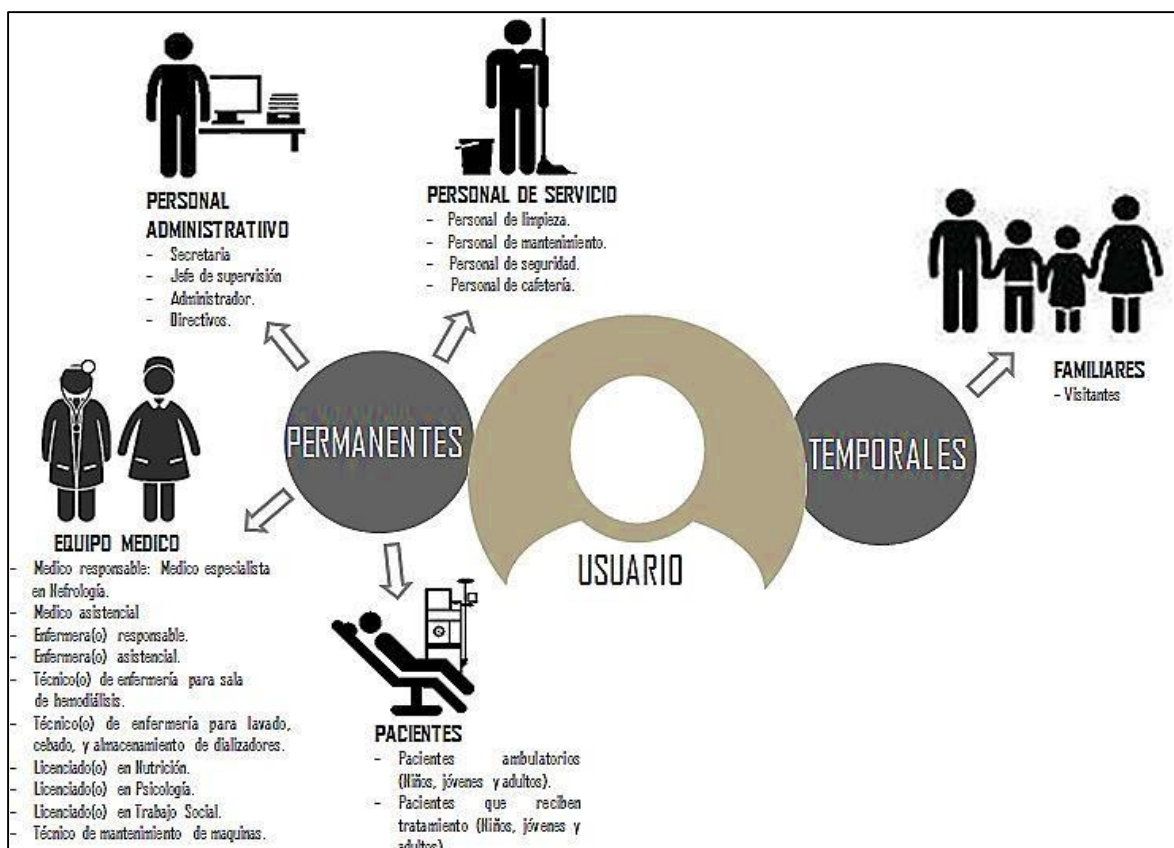 PERSONAL
ADMINISTRATIIVO
- Secretaria
- Jefe de supervisión
- Administrador.
- Directivos.
PERSONAL DE SERVICIO
- Personal de limpieza.
- Personal de mantenimiento.
- Personal de seguridad.
- Personal de cafetería.
FAMILIARES
- Visitantes
PERMANENTES
USUARIO
TEMPORALES
EQUIPO MEDICO
- Medico responsable: Medico especialista
en Nefrología.
- Medico asistencial
- Enfermera(o) responsable.
- Enfermera(o) asistencial.
- Técnico(o) de enfermería para sala
de hemodiálisis.
- Técnico(o) de enfermería para lavado,
cebado, y almacenamiento de dializadores.
- Licenciado(o) en Nutrición.
- Licenciado(o) en Psicología.
- Licenciado(o) en Trabajo Social.
- Técnico de mantenimiento de maquinas.
PACIENTES
- Pacientes ambulatorios
(Niños, jóvenes y adultos).
- Pacientes que reciben
tratamiento (Niños, jóvenes y
adultos)